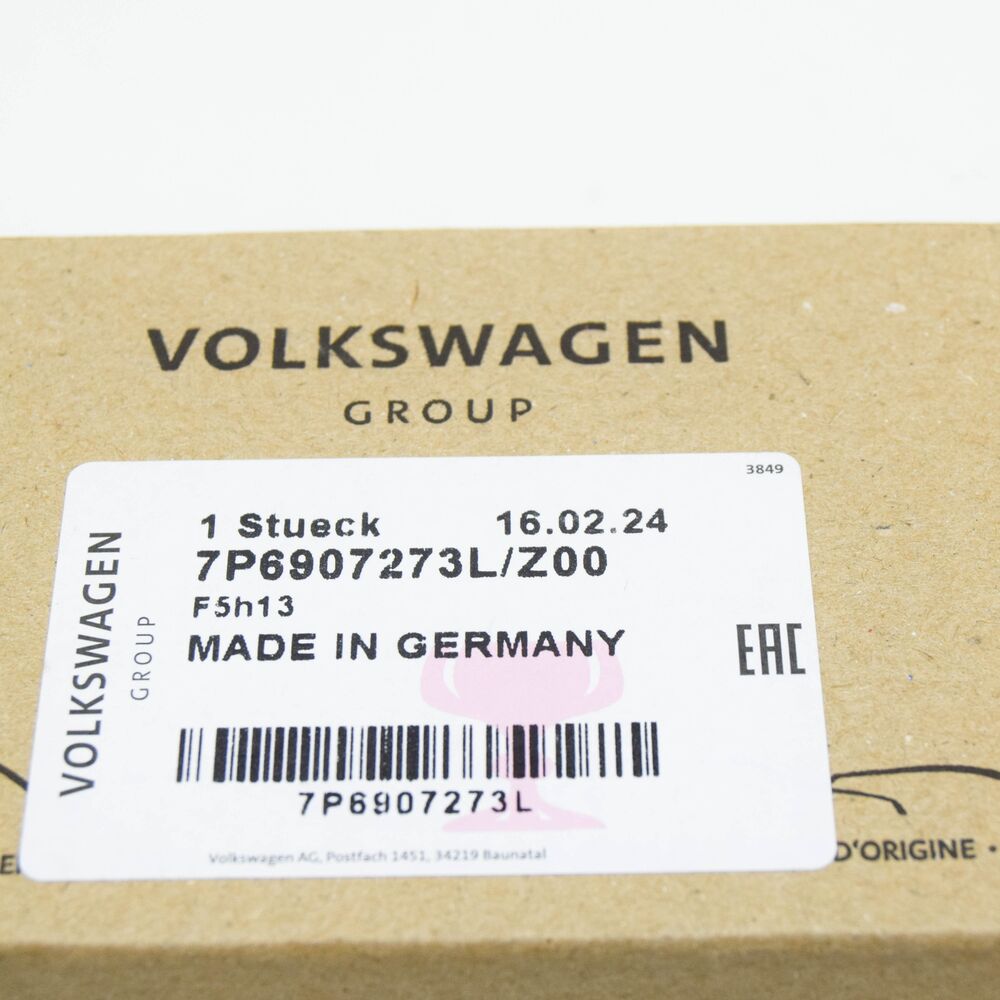 VOLKSWAGEN
GROUP
3849
1 Stueck 16.02.24
7P6907273L/Z00
F5h13
MADE IN GERMANY
EAC
VOLKSWAGEN
GROUP
7P6907273L
Volkswagen AG, Postfach 1451, 34219 Baunatal
D'ORIGINE •